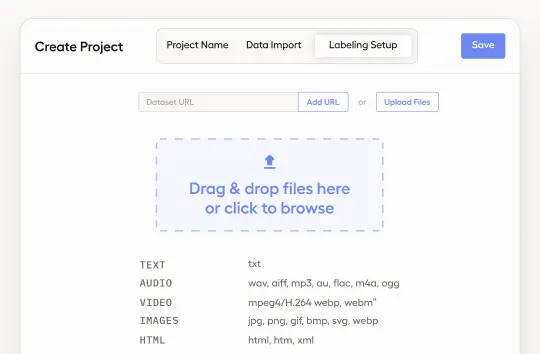 Create Project
Project Name Data Import Labeling Setup
Save
Dataset URL Add URL or Upload Files
Drag & drop files here
or click to browse
TEXT txt
AUDIO wav, aiff, mp3, au, flac, m4a, ogg
VIDEO mpeg4/H.264 webp, webm*
IMAGES jpg, png, gif, bmp, svg, webp
HTML html, htm, xml